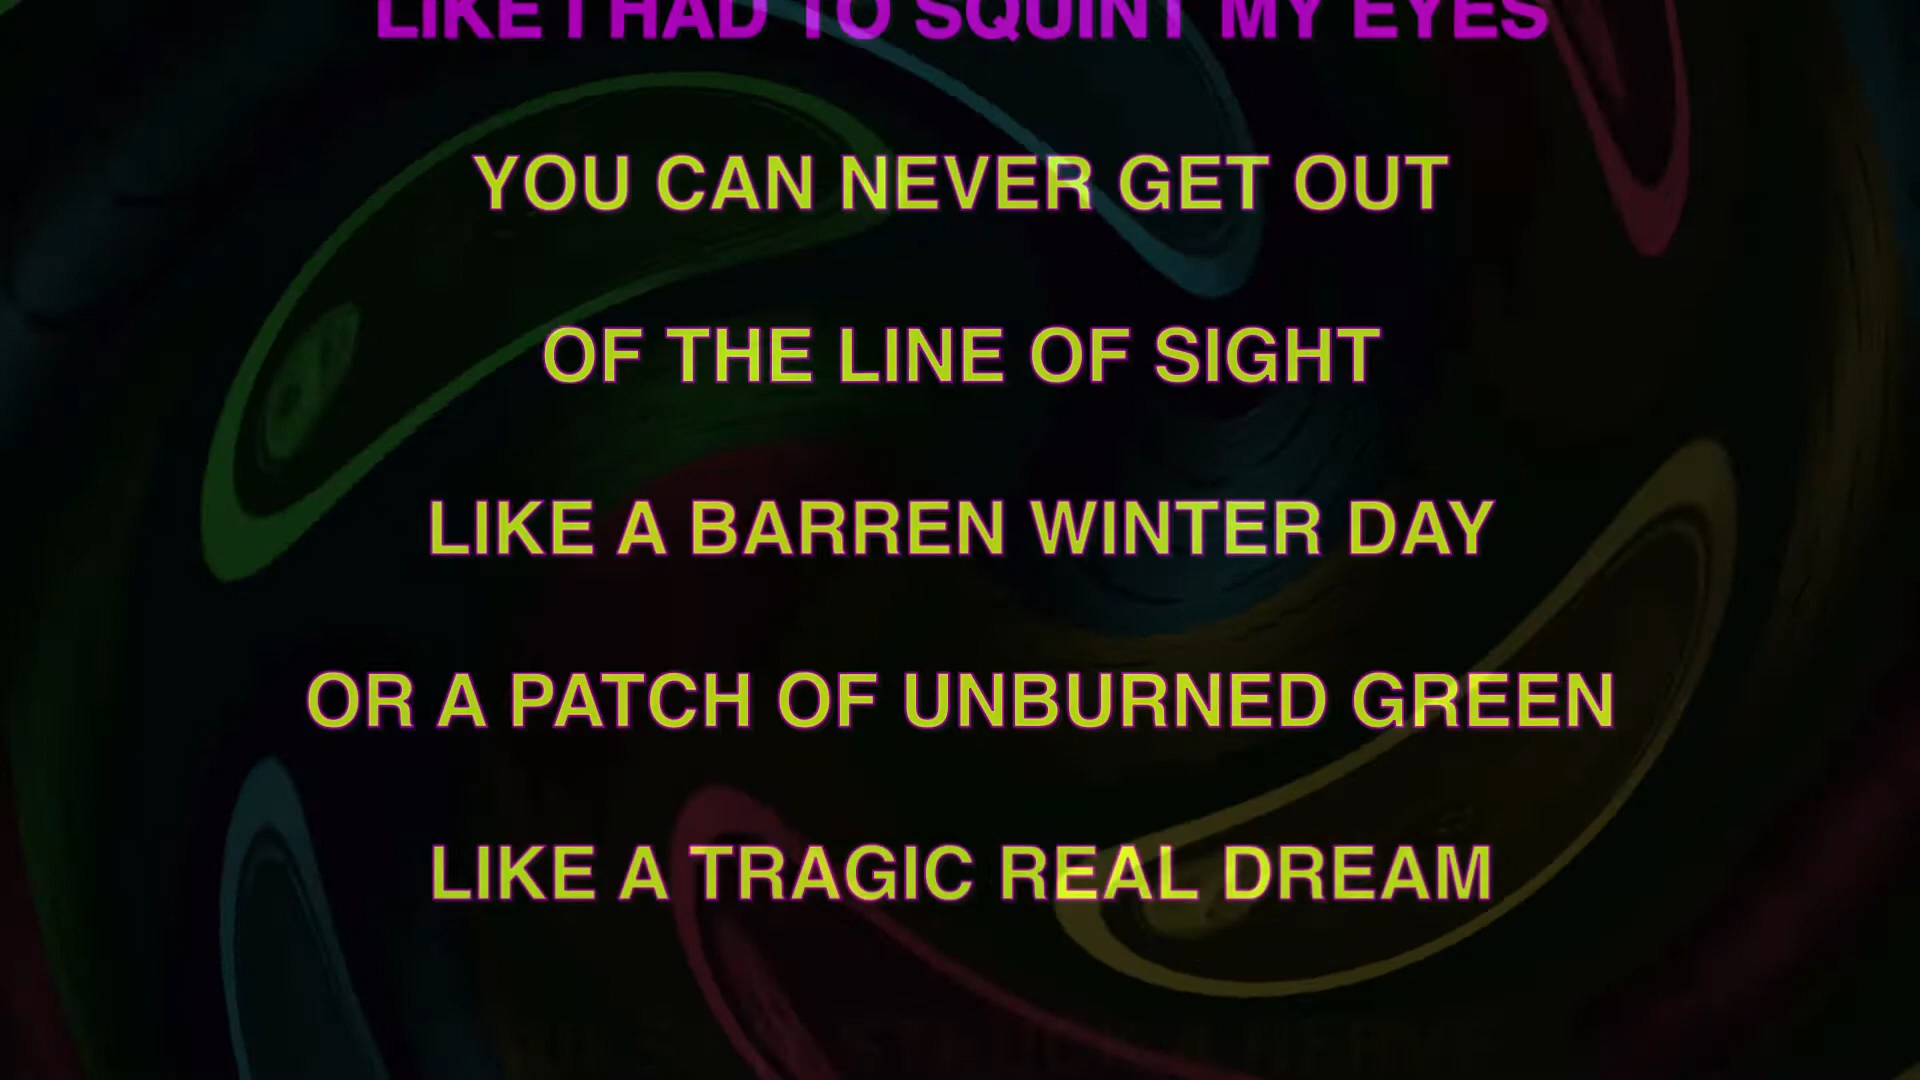 LIKE I HAD TO SQUINT MY EYES
YOU CAN NEVER GET OUT
OF THE LINE OF SIGHT
LIKE A BARREN WINTER DAY
OR A PATCH OF UNBURNED GREEN
LIKE A TRAGIC REAL DREAM